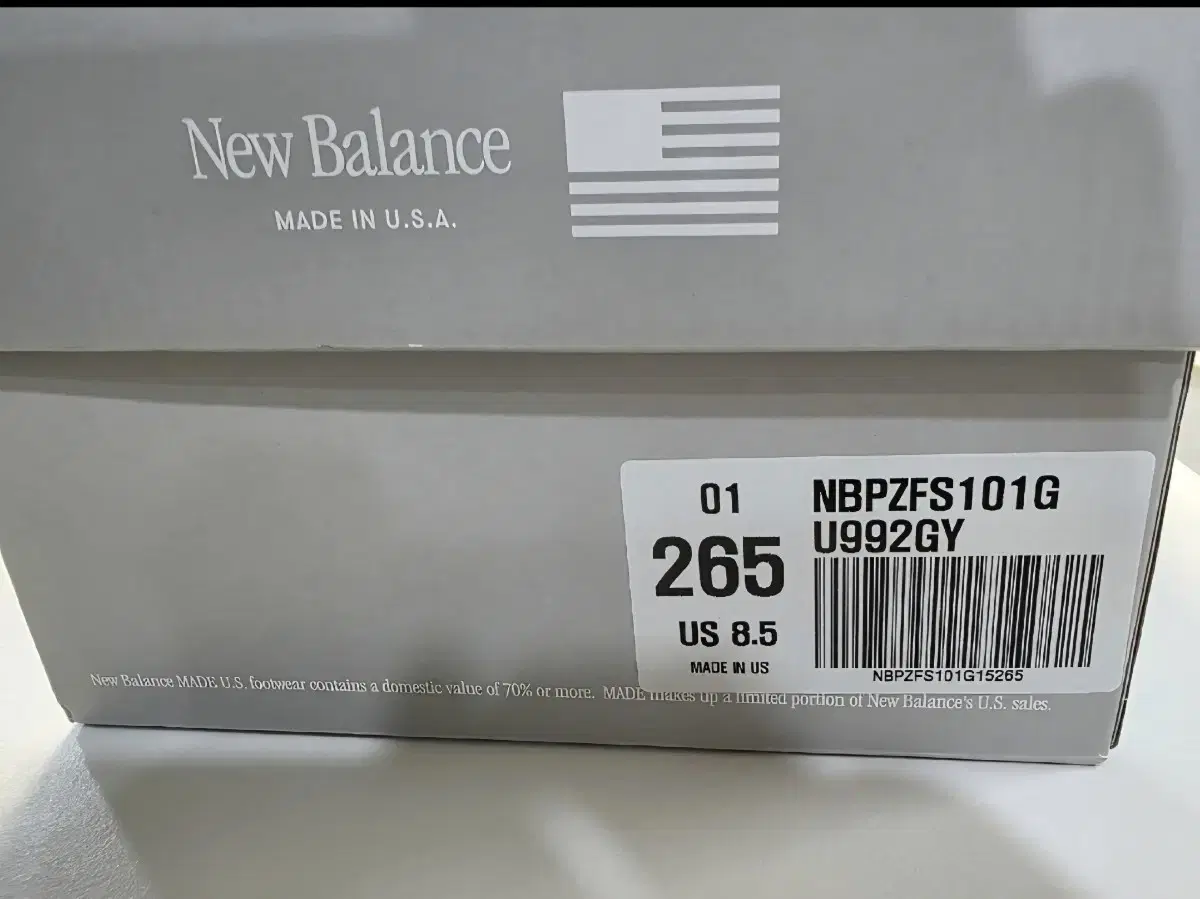 New Balance
MADE IN U.S.A.
01
265
US 8.5
MADE IN US
NBPZFS101G
U992GY
NBPZFS101G15265
New Balance MADE U.S. footwear contains a domestic value of 70% or more. MADE makes up a limited portion of New Balance's U.S. sales.